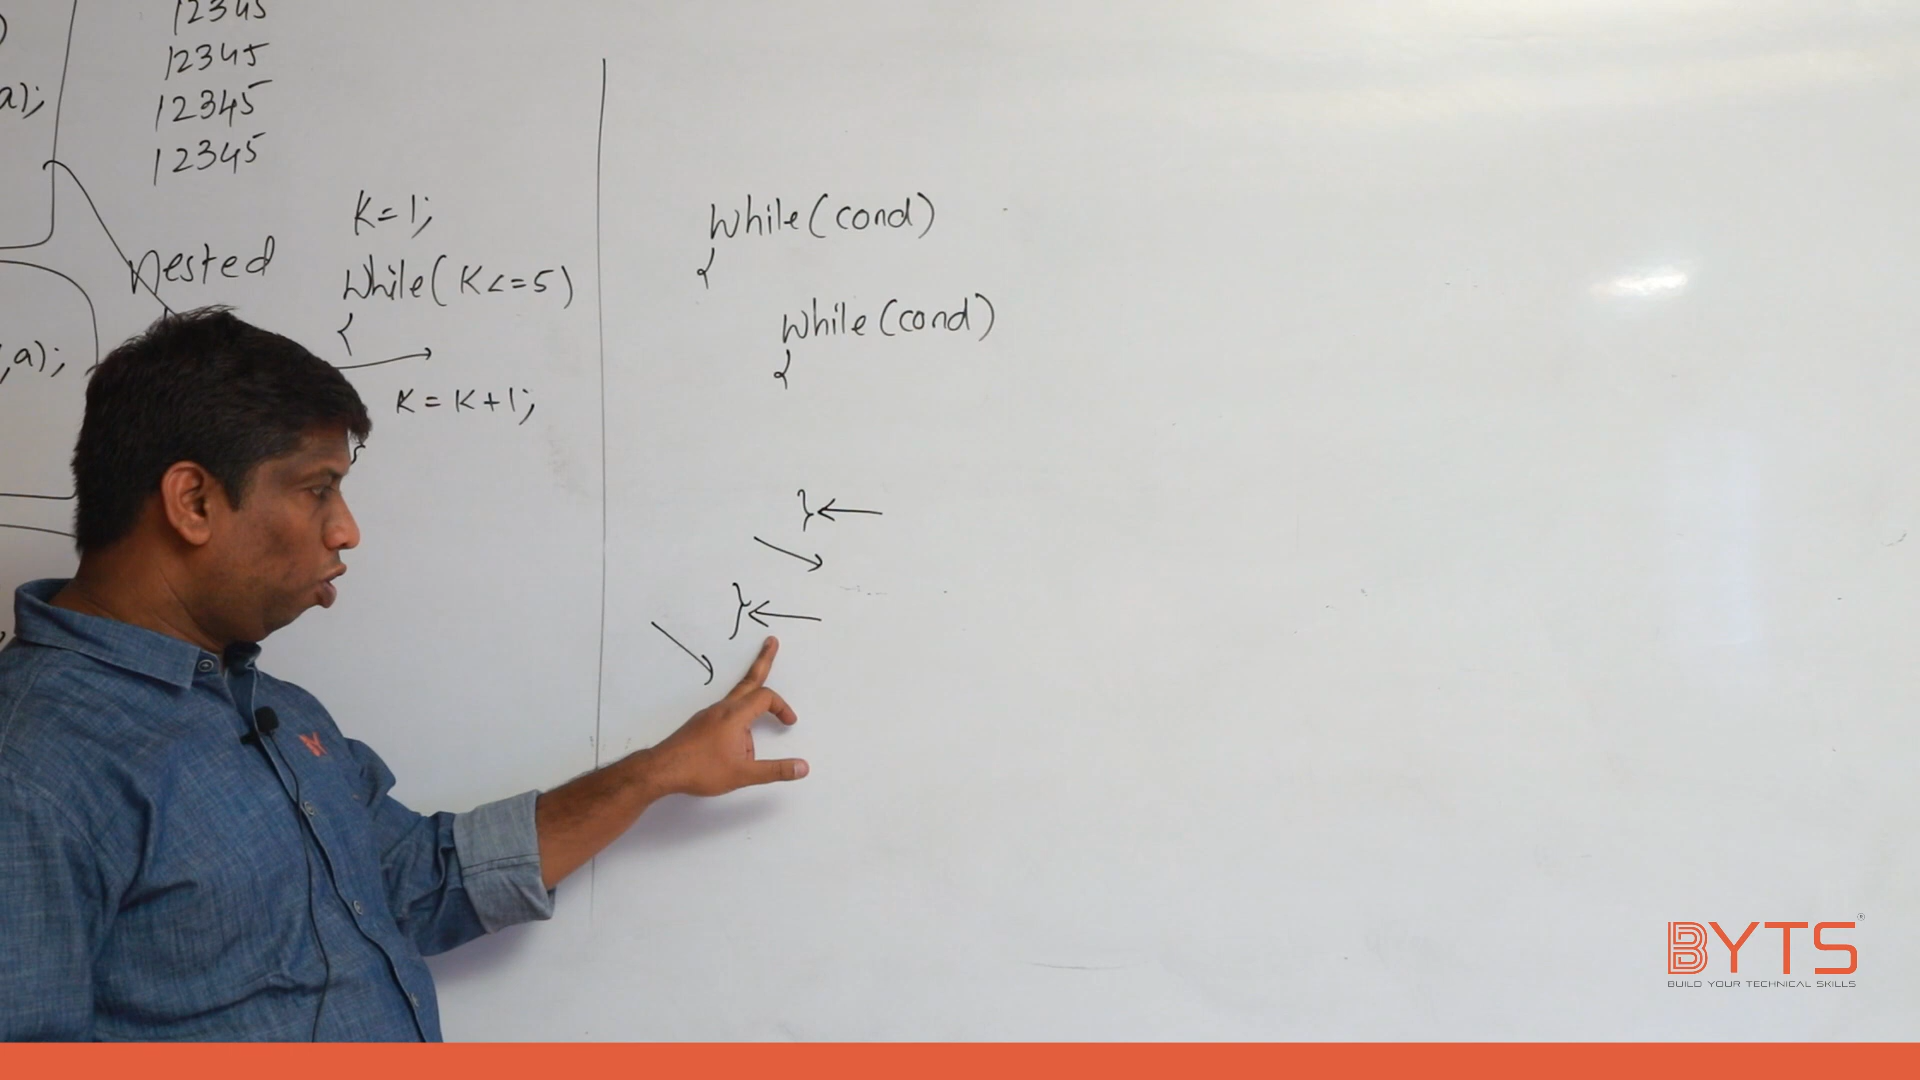 )
a);
,a);
12345
12345
12345
12345
nested
K=1;
While(K<=5)
{
K=K+1;
While(cond)
{
While(cond)
{
}
}
BYTS
BUILD YOUR TECHNICAL SKILLS